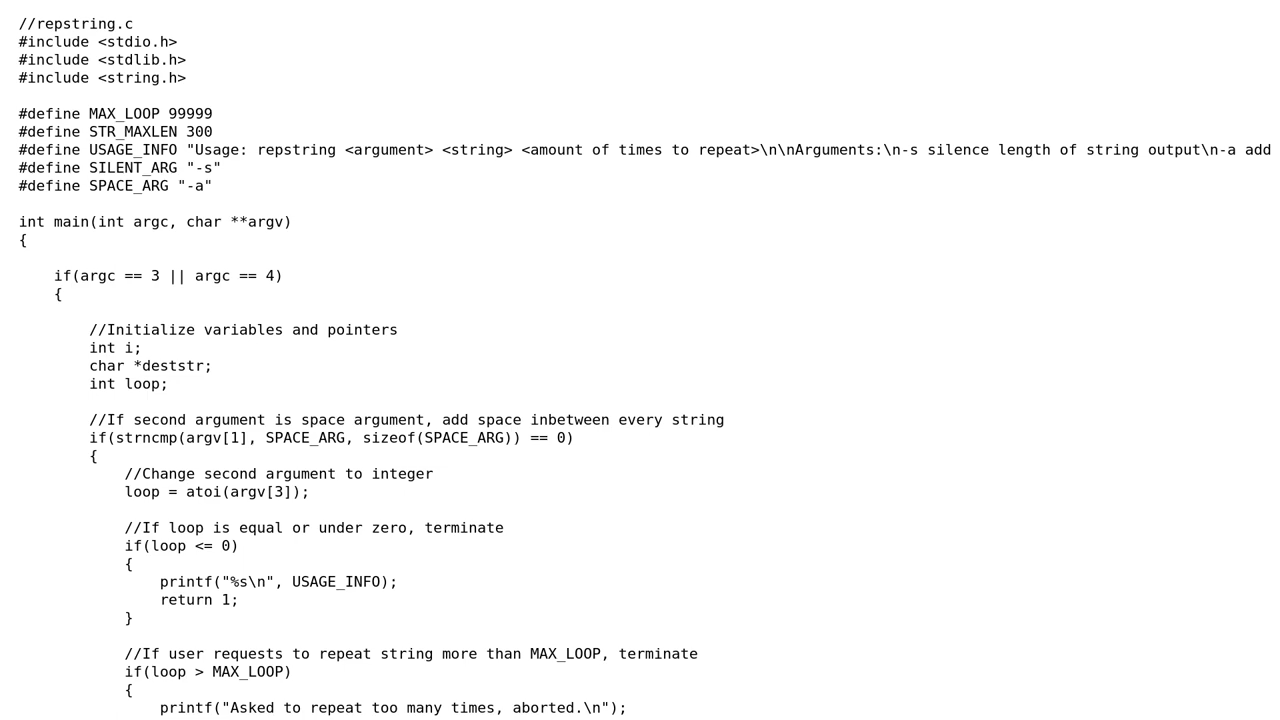 //repstring.c
#include <stdio.h>
#include <stdlib.h>
#include <string.h>

#define MAX_LOOP 99999
#define STR_MAXLEN 300
#define USAGE_INFO "Usage: repstring <argument> <string> <amount of times to repeat>\n\nArguments:\n-s silence length of string output\n-a add
#define SILENT_ARG "-s"
#define SPACE_ARG "-a"

int main(int argc, char **argv)
{

    if(argc == 3 || argc == 4)
    {

        //Initialize variables and pointers
        int i;
        char *deststr;
        int loop;

        //If second argument is space argument, add space inbetween every string
        if(strncmp(argv[1], SPACE_ARG, sizeof(SPACE_ARG)) == 0)
        {
            //Change second argument to integer
            loop = atoi(argv[3]);

            //If loop is equal or under zero, terminate
            if(loop <= 0)
            {
                printf("%s\n", USAGE_INFO);
                return 1;
            }

            //If user requests to repeat string more than MAX_LOOP, terminate
            if(loop > MAX_LOOP)
            {
                printf("Asked to repeat too many times, aborted.\n");